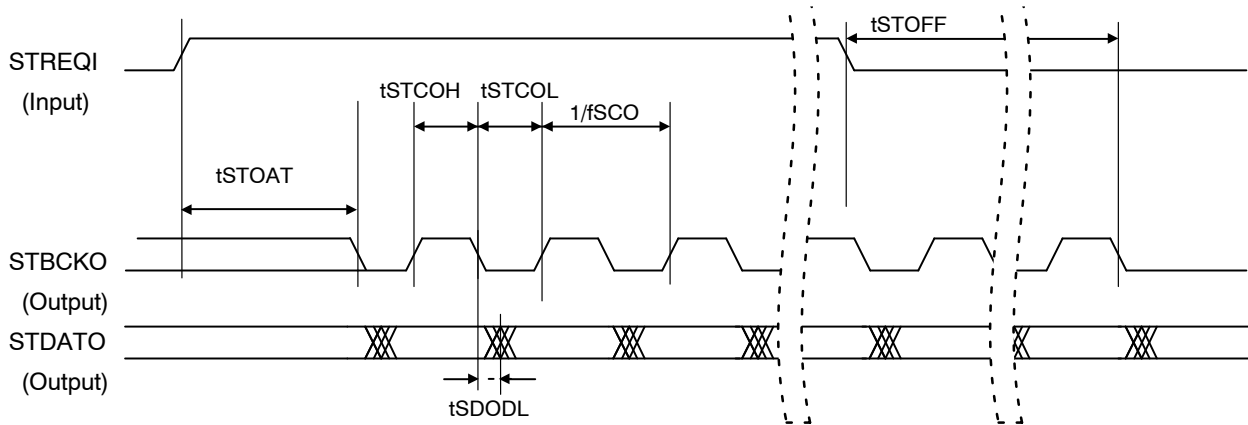 tSTOFF
STREQI
(Input)
tSTCOH tSTCOL
1/fSCO
tSTOAT
STBCKO
(Output)
STDATO
(Output)
tSDODL